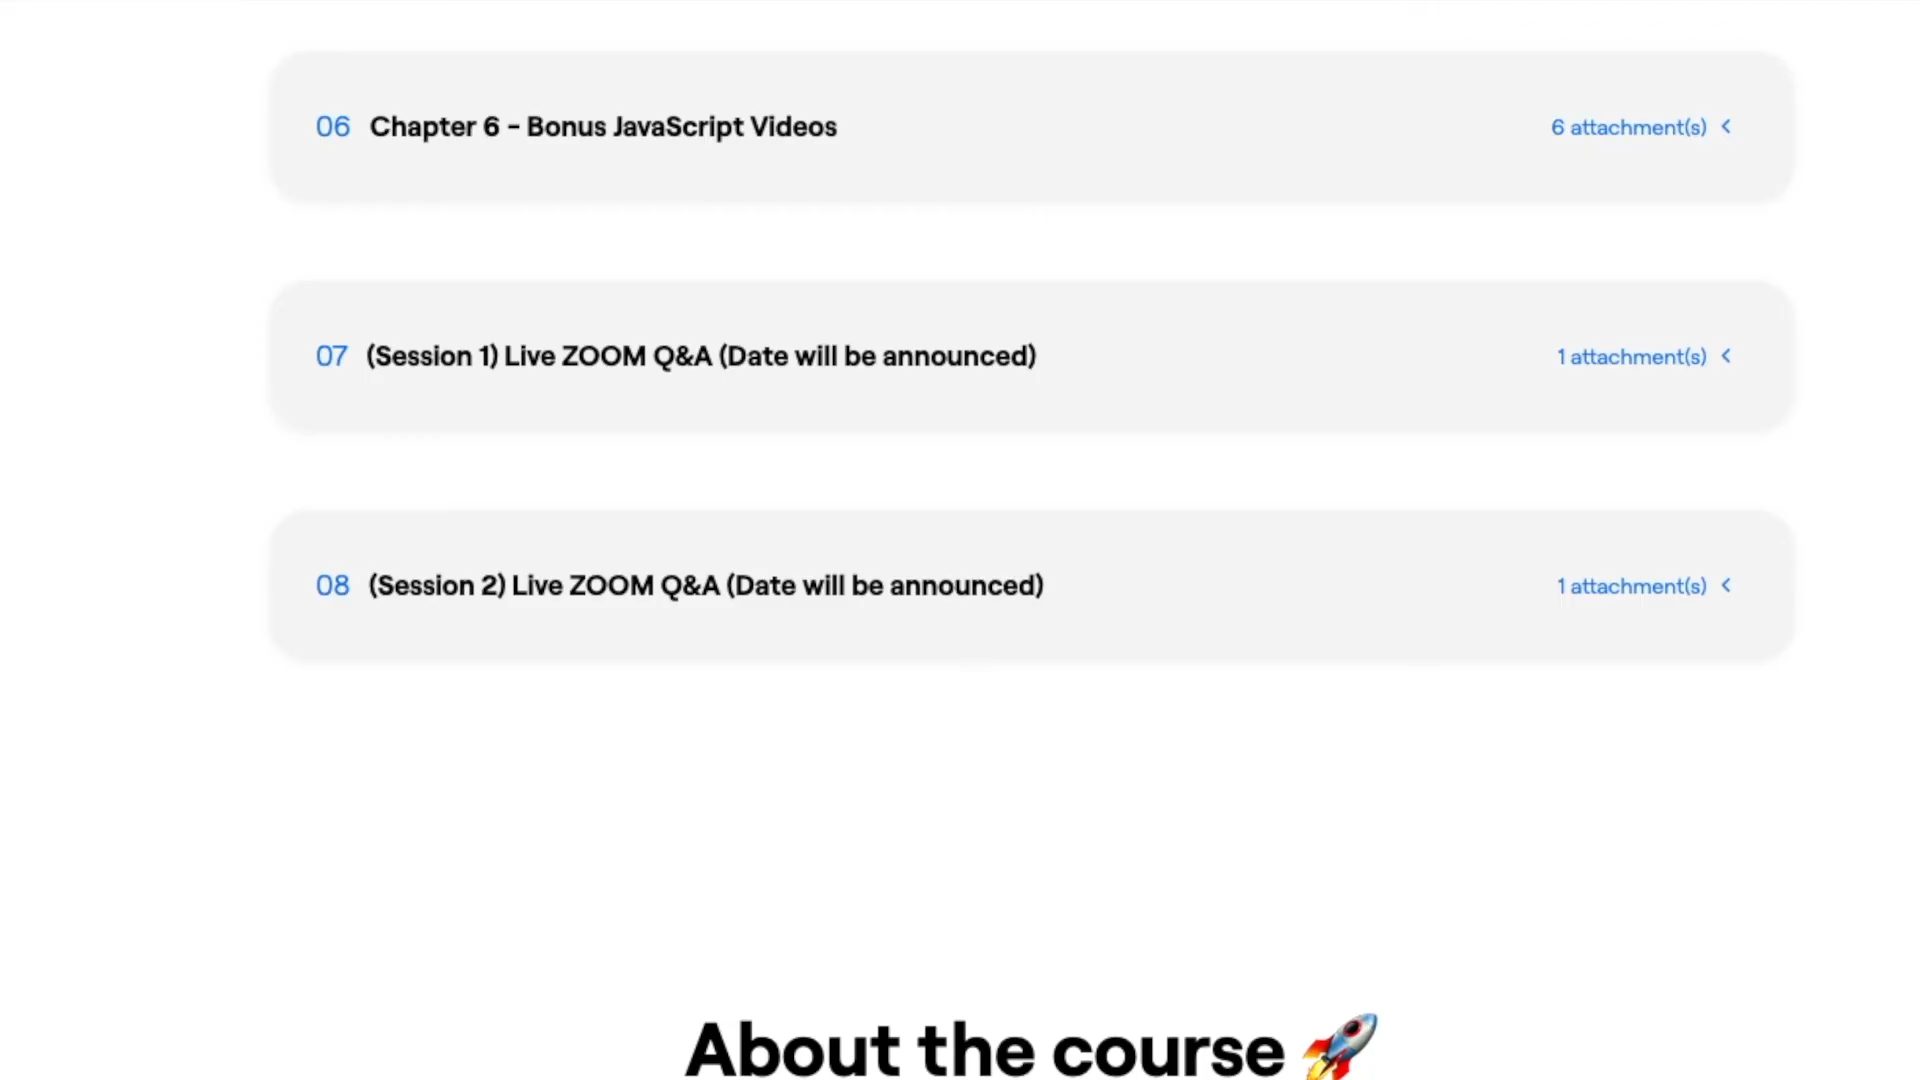 06 Chapter 6 - Bonus JavaScript Videos 6 attachment(s)
07 (Session 1) Live ZOOM Q&A (Date will be announced) 1 attachment(s)
08 (Session 2) Live ZOOM Q&A (Date will be announced) 1 attachment(s)
About the course 🚀